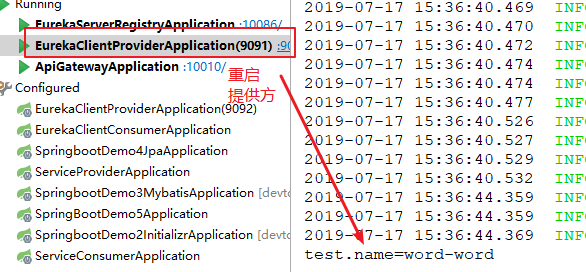 Running
EurekaServerRegistryApplication :10086/
EurekaClientProviderApplication(9091) :90
ApiGatewayApplication :10010/
Configured
EurekaClientProviderApplication(9092)
EurekaClientConsumerApplication
SpringbootDemo4JpaApplication
ServiceProviderApplication
SpringbootDemo3MybatisApplication [devto
SpringBootDemo5Application
SpringbootDemo2InitializrApplication [dev
ServiceConsumerApplication
重启
提供方
2019-07-17 15:36:40.469 INFO
2019-07-17 15:36:40.470 INFO
2019-07-17 15:36:40.472 INFO
2019-07-17 15:36:40.474 INFO
2019-07-17 15:36:40.474 INFO
2019-07-17 15:36:40.477 INFO
2019-07-17 15:36:40.526 INFO
2019-07-17 15:36:40.527 INFO
2019-07-17 15:36:40.529 INFO
2019-07-17 15:36:40.532 INFO
2019-07-17 15:36:44.359 INFO
2019-07-17 15:36:44.359 INFO
2019-07-17 15:36:44.369 INFO
test.name=word-word